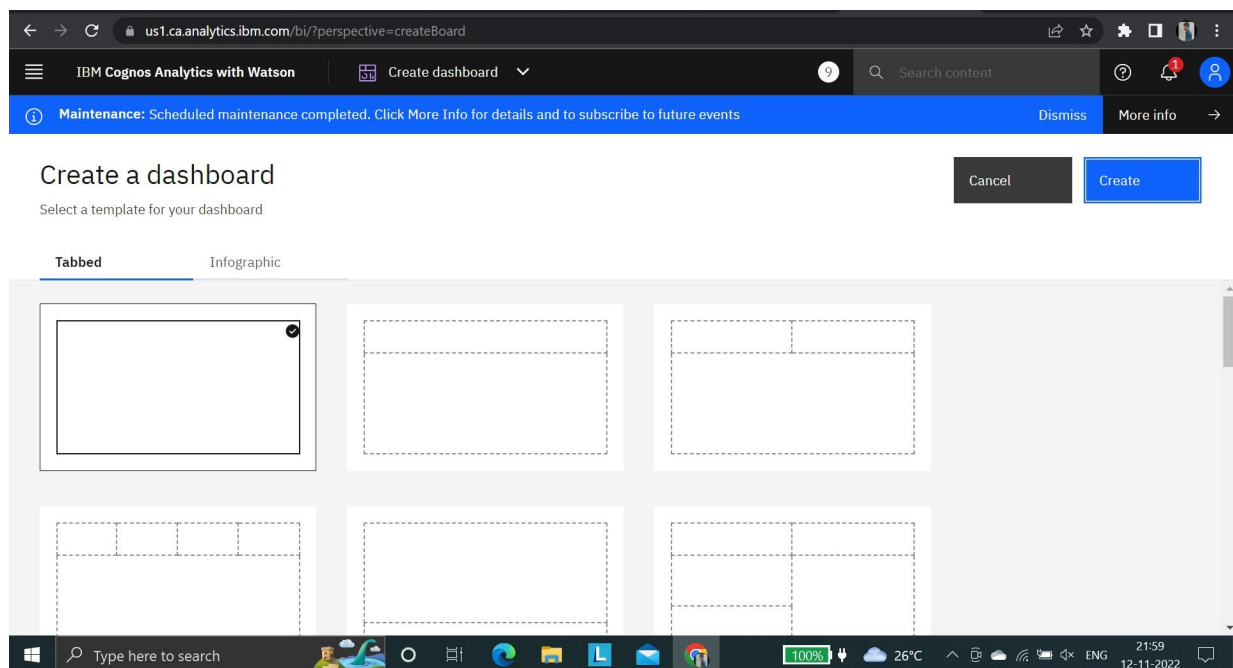 us1.ca.analytics.ibm.com/bi/?perspective=createBoard
IBM Cognos Analytics with Watson
Create dashboard
9
Search content
1
Maintenance: Scheduled maintenance completed. Click More Info for details and to subscribe to future events
Dismiss
More info
Create a dashboard
Cancel
Create
Select a template for your dashboard
Tabbed
Infographic
Type here to search
L
100%
26°C
ENG
21:59
12-11-2022